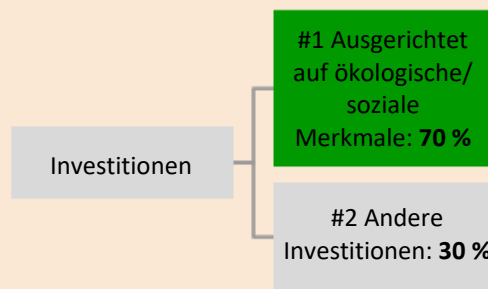 #1 Ausgerichtet
auf ökologische/
soziale
Merkmale: 70 %
Investitionen
#2 Andere
Investitionen: 30 %